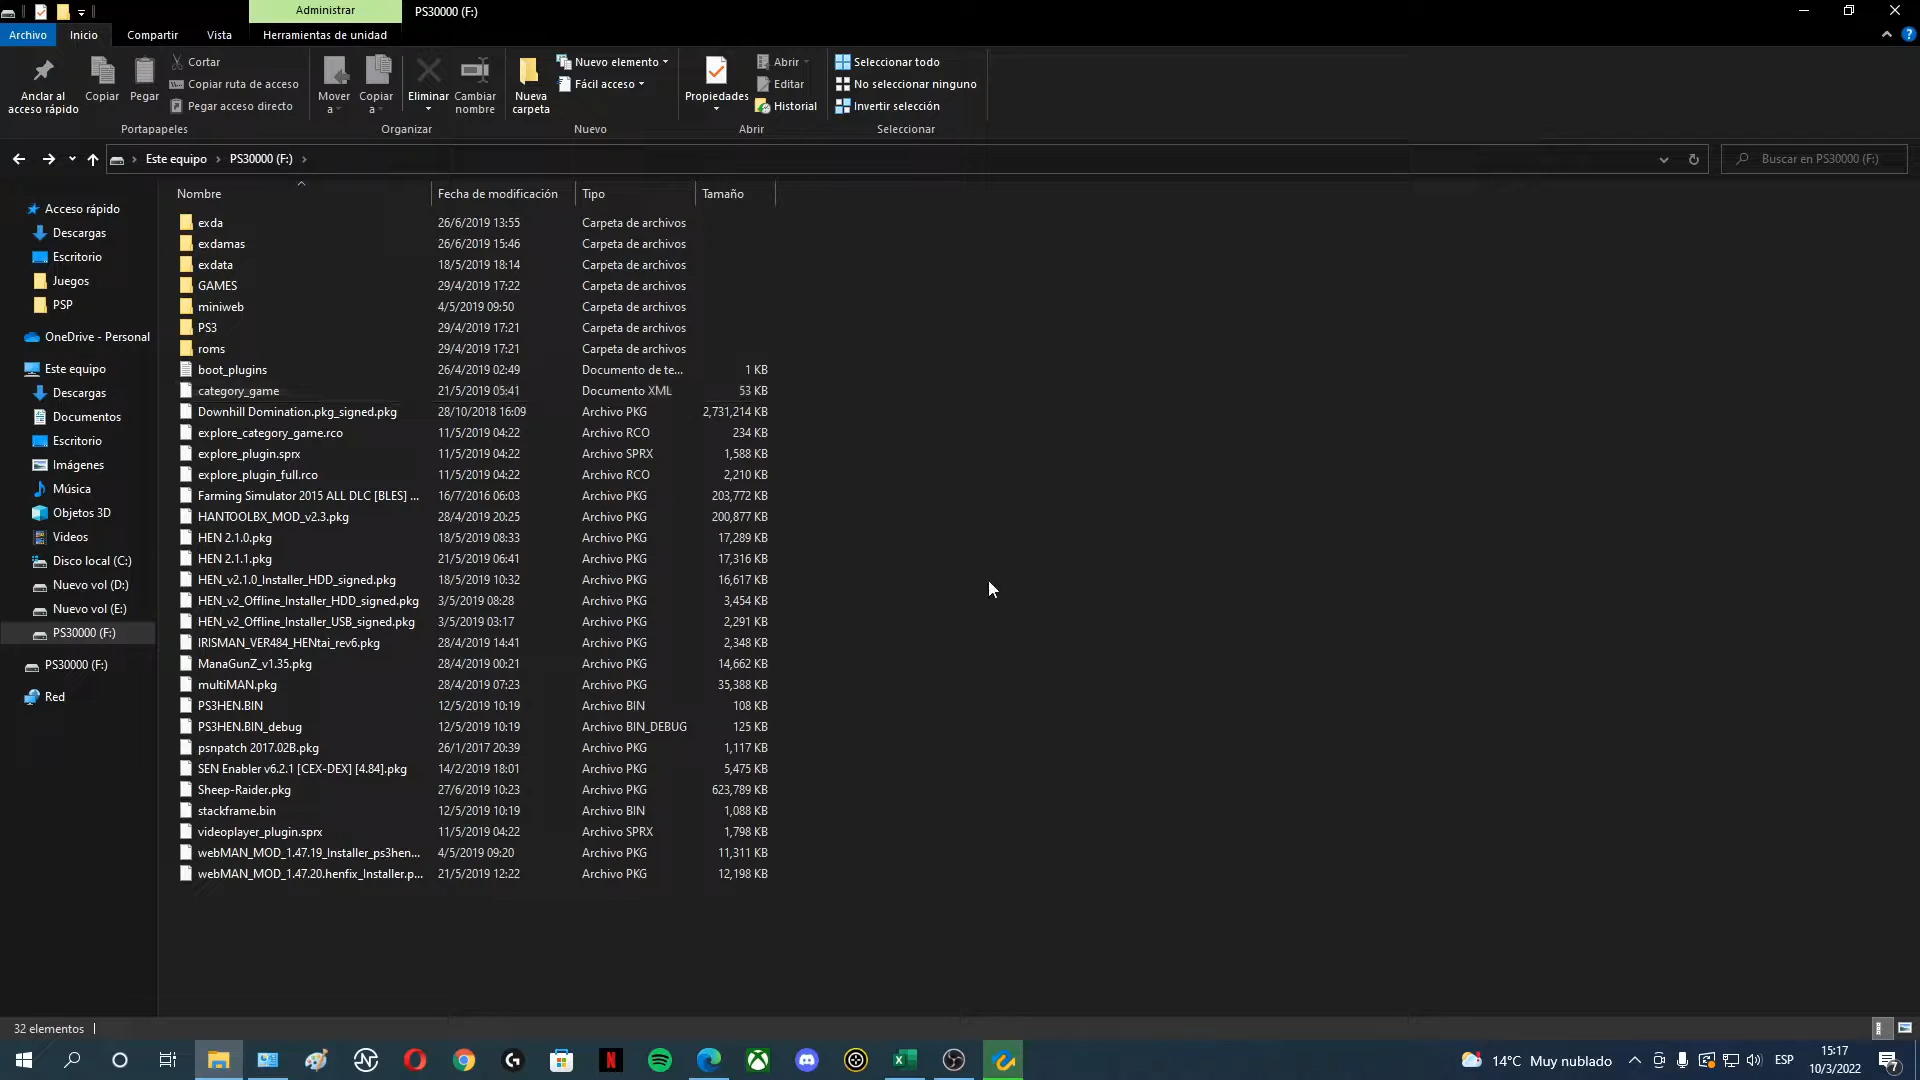 Administrar
PS30000 (F:)
Archivo
Inicio
Compartir
Vista
Herramientas de unidad
Anclar al
acceso rápido
Copiar
Pegar
Cortar
Copiar ruta de acceso
Pegar acceso directo
Mover
a
Copiar
a
Eliminar
Cambiar
nombre
Nueva
carpeta
Nuevo elemento
Fácil acceso
Propiedades
Abrir
Editar
Historial
Seleccionar todo
No seleccionar ninguno
Invertir selección
Portapapeles
Organizar
Nuevo
Abrir
Seleccionar
Este equipo
PS30000 (F:)
Buscar en PS30000 (F:)
Acceso rápido
Descargas
Escritorio
Juegos
PSP
OneDrive - Personal
Este equipo
Descargas
Documentos
Escritorio
Imágenes
Música
Objetos 3D
Videos
Disco local (C:)
Nuevo vol (D:)
Nuevo vol (E:)
PS30000 (F:)
PS30000 (F:)
Red
Nombre Fecha de modificación Tipo Tamaño
exda 26/6/2019 13:55 Carpeta de archivos
exdamas 26/6/2019 15:46 Carpeta de archivos
exdata 18/5/2019 18:14 Carpeta de archivos
GAMES 29/4/2019 17:22 Carpeta de archivos
miniweb 4/5/2019 09:50 Carpeta de archivos
PS3 29/4/2019 17:21 Carpeta de archivos
roms 29/4/2019 17:21 Carpeta de archivos
boot_plugins 26/4/2019 02:49 Documento de te... 1 KB
category_game 21/5/2019 05:41 Documento XML 53 KB
Downhill Domination.pkg_signed.pkg 28/10/2018 16:09 Archivo PKG 2,731,214 KB
explore_category_game.rco 11/5/2019 04:22 Archivo RCO 234 KB
explore_plugin.sprx 11/5/2019 04:22 Archivo SPRX 1,588 KB
explore_plugin_full.rco 11/5/2019 04:22 Archivo RCO 2,210 KB
Farming Simulator 2015 ALL DLC [BLES] ... 16/7/2016 06:03 Archivo PKG 203,772 KB
HANTOOLBX_MOD_v2.3.pkg 28/4/2019 20:25 Archivo PKG 200,877 KB
HEN 2.1.0.pkg 18/5/2019 08:33 Archivo PKG 17,289 KB
HEN 2.1.1.pkg 21/5/2019 06:41 Archivo PKG 17,316 KB
HEN_v2.1.0_Installer_HDD_signed.pkg 18/5/2019 10:32 Archivo PKG 16,617 KB
HEN_v2_Offline_Installer_HDD_signed.pkg 3/5/2019 08:28 Archivo PKG 3,454 KB
HEN_v2_Offline_Installer_USB_signed.pkg 3/5/2019 03:17 Archivo PKG 2,291 KB
IRISMAN_VER484_HENtai_rev6.pkg 28/4/2019 14:41 Archivo PKG 2,348 KB
ManaGunZ_v1.35.pkg 28/4/2019 00:21 Archivo PKG 14,662 KB
multiMAN.pkg 28/4/2019 07:23 Archivo PKG 35,388 KB
PS3HEN.BIN 12/5/2019 10:19 Archivo BIN 108 KB
PS3HEN.BIN_debug 12/5/2019 10:19 Archivo BIN_DEBUG 125 KB
psnpatch 2017.02B.pkg 26/1/2017 20:39 Archivo PKG 1,117 KB
SEN Enabler v6.2.1 [CEX-DEX] [4.84].pkg 14/2/2019 18:01 Archivo PKG 5,475 KB
Sheep-Raider.pkg 27/6/2019 10:23 Archivo PKG 623,789 KB
stackframe.bin 12/5/2019 10:19 Archivo BIN 1,088 KB
videoplayer_plugin.sprx 11/5/2019 04:22 Archivo SPRX 1,798 KB
webMAN_MOD_1.47.19_Installer_ps3hen... 4/5/2019 09:20 Archivo PKG 11,311 KB
webMAN_MOD_1.47.20.henfix_Installer.p... 21/5/2019 12:22 Archivo PKG 12,198 KB
32 elementos
14°C Muy nublado
ESP
15:17
10/3/2022
7